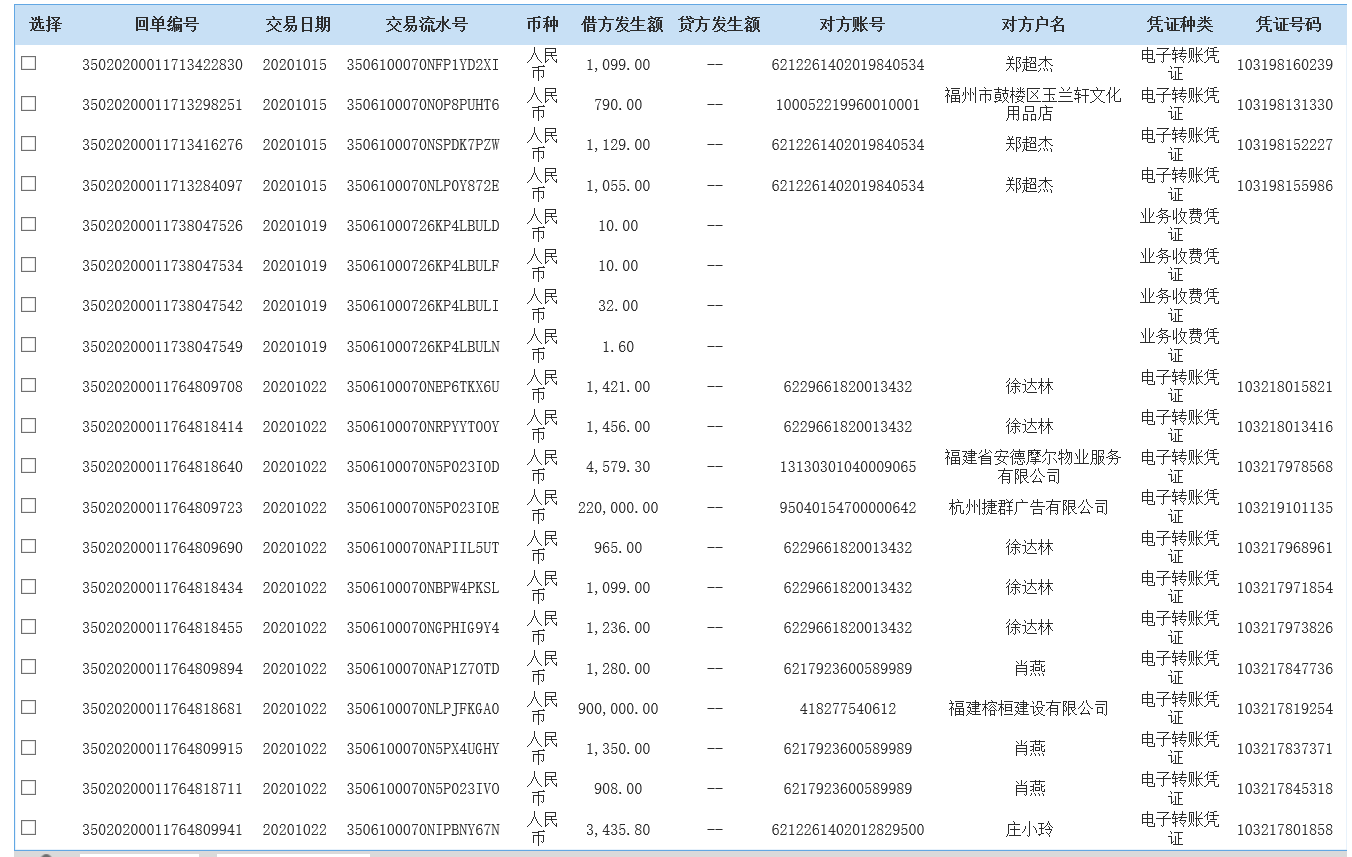 选择 回单编号 交易日期 交易流水号 币种 借方发生额 贷方发生额 对方账号 对方户名 凭证种类 凭证号码
35020200011713422830 20201015 3506100070NFP1YD2XI 人民币 1,099.00 —— 6212261402019840534 郑超杰 电子转账凭证 103198160239
35020200011713298251 20201015 3506100070NOP8PUHT6 人民币 790.00 —— 100052219960010001 福州市鼓楼区玉兰轩文化用品店 电子转账凭证 103198131330
35020200011713416276 20201015 3506100070NSPDK7PZW 人民币 1,129.00 —— 6212261402019840534 郑超杰 电子转账凭证 103198152227
35020200011713284097 20201015 3506100070NLP0Y872E 人民币 1,055.00 —— 6212261402019840534 郑超杰 电子转账凭证 103198155986
35020200011738047526 20201019 35061000726KP4LBULD 人民币 10.00 —— 业务收费凭证
35020200011738047534 20201019 35061000726KP4LBULF 人民币 10.00 —— 业务收费凭证
35020200011738047542 20201019 35061000726KP4LBULI 人民币 32.00 —— 业务收费凭证
35020200011738047549 20201019 35061000726KP4LBULN 人民币 1.60 —— 业务收费凭证
35020200011764809708 20201022 3506100070NEP6TKX6U 人民币 1,421.00 —— 6229661820013432 徐达林 电子转账凭证 103218015821
35020200011764818414 20201022 3506100070NRPYYT0OY 人民币 1,456.00 —— 6229661820013432 徐达林 电子转账凭证 103218013416
35020200011764818640 20201022 3506100070N5P023I0D 人民币 4,579.30 —— 13130301040009065 福建省安德摩尔物业服务有限公司 电子转账凭证 103217978568
35020200011764809723 20201022 3506100070N5P023I0E 人民币 220,000.00 —— 95040154700000642 杭州捷群广告有限公司 电子转账凭证 103219101135
35020200011764809690 20201022 3506100070NAPIIL5UT 人民币 965.00 —— 6229661820013432 徐达林 电子转账凭证 103217968961
35020200011764818434 20201022 3506100070NBPW4PKSL 人民币 1,099.00 —— 6229661820013432 徐达林 电子转账凭证 103217971854
35020200011764818455 20201022 3506100070NGPHIG9Y4 人民币 1,236.00 —— 6229661820013432 徐达林 电子转账凭证 103217973826
35020200011764809894 20201022 3506100070NAP1Z7OTD 人民币 1,280.00 —— 6217923600589989 肖燕 电子转账凭证 103217847736
35020200011764818681 20201022 3506100070NLPJFKGA0 人民币 900,000.00 —— 418277540612 福建榕桓建设有限公司 电子转账凭证 103217819254
35020200011764809915 20201022 3506100070N5PX4UGHY 人民币 1,350.00 —— 6217923600589989 肖燕 电子转账凭证 103217837371
35020200011764818711 20201022 3506100070N5P023IVO 人民币 908.00 —— 6217923600589989 肖燕 电子转账凭证 103217845318
35020200011764809941 20201022 3506100070NIPBNY67N 人民币 3,435.80 —— 6212261402012829500 庄小玲 电子转账凭证 103217801858